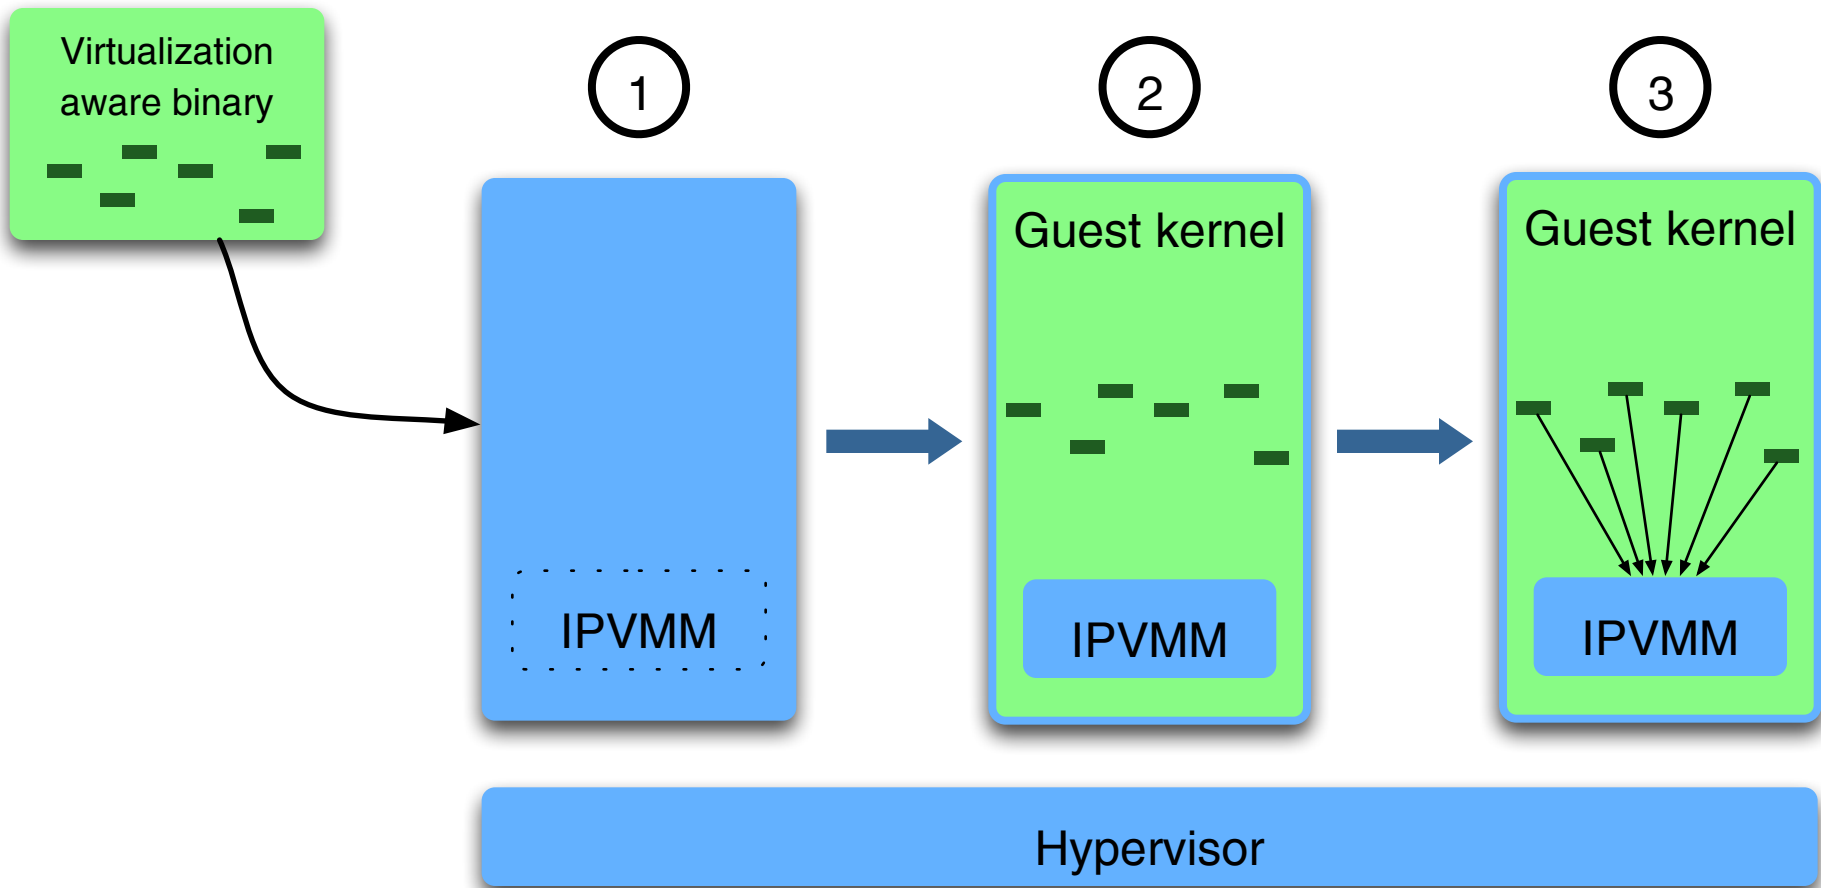 Virtualization
aware binary
1
2
3
Guest kernel
Guest kernel
IPVMM
IPVMM
IPVMM
Hypervisor